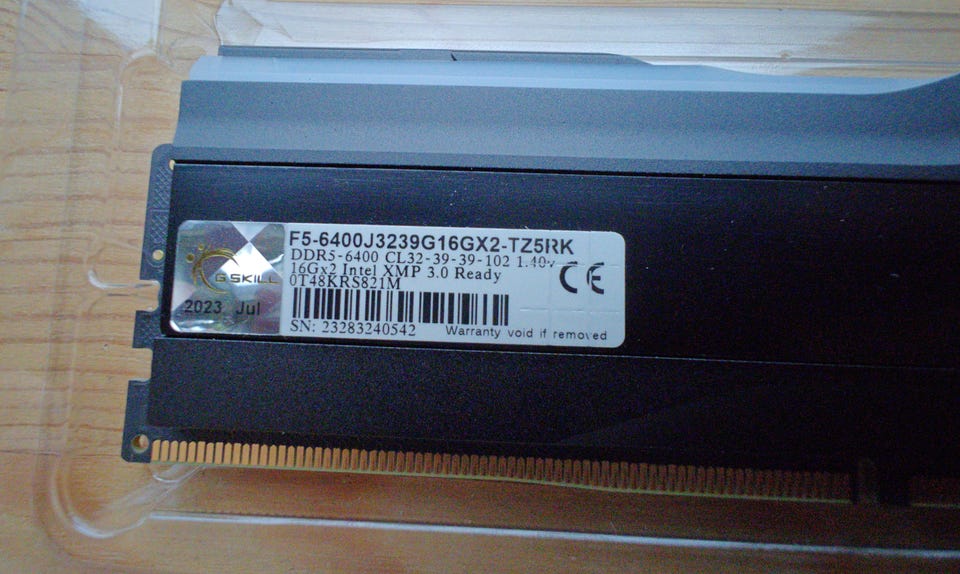 F5-6400J3239G16GX2-TZ5RK
DDR5-6400 CL32-39-39-102 1.40v
16Gx2 Intel XMP 3.0 Ready
0T48KRS821M
G.SKILL
2023 Jul
CE
SN: 23283240542
Warranty void if removed